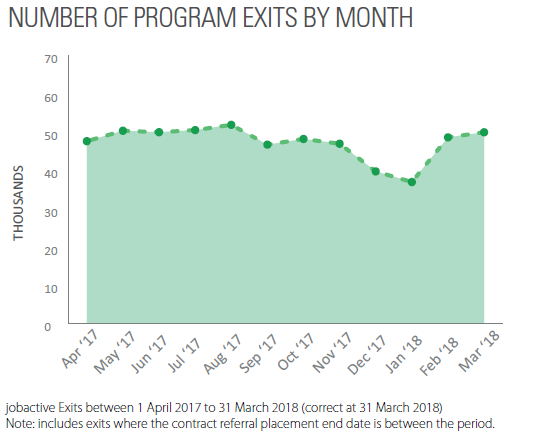 NUMBER OF PROGRAM EXITS BY MONTH
70
60
50
40
30
20
10
0
THOUSANDS
Apr ‘17
May ‘17
Jun ‘17
Jul ‘17
Aug ‘17
Sep ‘17
Oct ‘17
Nov ‘17
Dec ‘17
Jan ‘18
Feb ‘18
Mar ‘18
jobactive Exits between 1 April 2017 to 31 March 2018 (correct at 31 March 2018)
Note: includes exits where the contract referral placement end date is between the period.